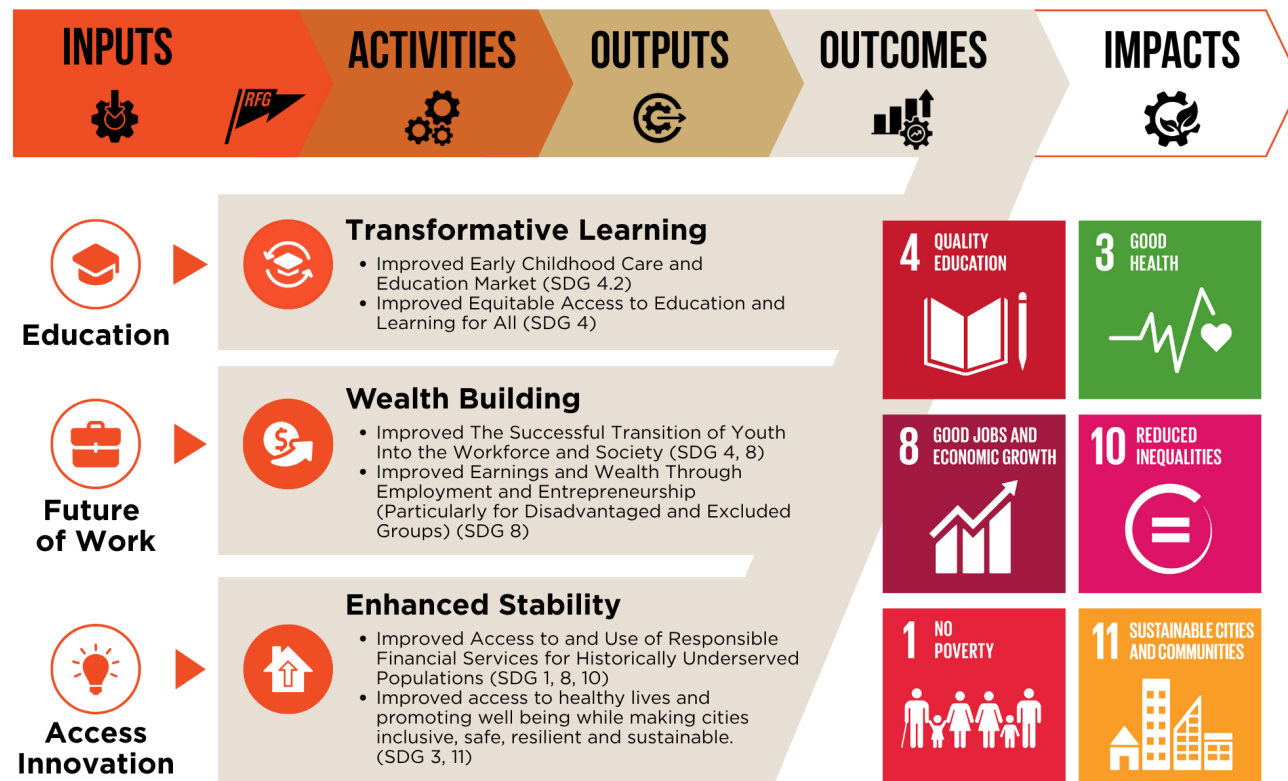 INPUTS
RFG
ACTIVITIES
OUTPUTS
OUTCOMES
IMPACTS
Education
Transformative Learning
• Improved Early Childhood Care and
Education Market (SDG 4.2)
• Improved Equitable Access to Education and
Learning for All (SDG 4)
Future
of Work
Wealth Building
• Improved The Successful Transition of Youth
Into the Workforce and Society (SDG 4, 8)
• Improved Earnings and Wealth Through
Employment and Entrepreneurship
(Particularly for Disadvantaged and Excluded
Groups) (SDG 8)
Access
Innovation
Enhanced Stability
• Improved Access to and Use of Responsible
Financial Services for Historically Underserved
Populations (SDG 1, 8, 10)
• Improved access to healthy lives and
promoting well being while making cities
inclusive, safe, resilient and sustainable.
(SDG 3, 11)
4 QUALITY
EDUCATION
3 GOOD
HEALTH
8 GOOD JOBS AND
ECONOMIC GROWTH
10 REDUCED
INEQUALITIES
1 NO
POVERTY
11 SUSTAINABLE CITIES
AND COMMUNITIES